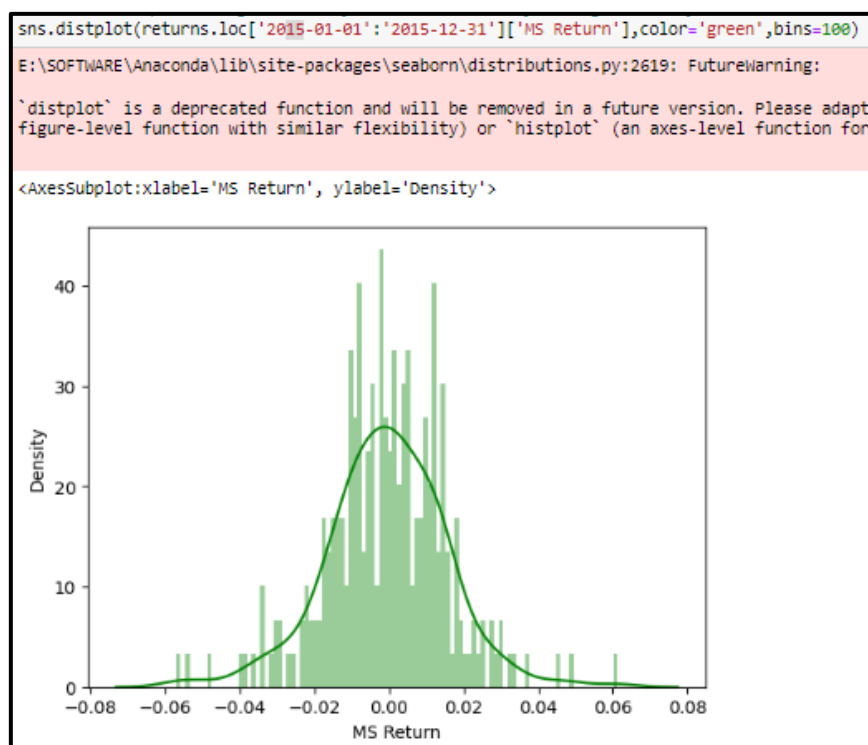 sns.distplot(returns.loc['2015-01-01':'2015-12-31']['MS Return'],color='green',bins=100)
E:\SOFTWARE\Anaconda\lib\site-packages\seaborn\distributions.py:2619: FutureWarning:
`distplot` is a deprecated function and will be removed in a future version. Please adapt
figure-level function with similar flexibility) or `histplot` (an axes-level function for
<AxesSubplot:xlabel='MS Return', ylabel='Density'>
40
30
Density
20
10
0
−0.08 −0.06 −0.04 −0.02 0.00 0.02 0.04 0.06 0.08
MS Return